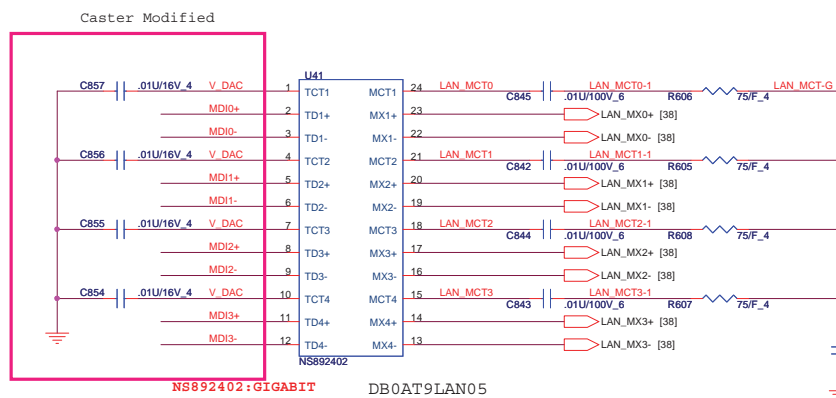 Caster Modified
U41
C857 .01U/16V_4 V_DAC 1 TCT1 MCT1 24 LAN_MCT0 C845 .01U/100V_6 LAN_MCT0-1 R606 75/F_4 LAN_MCT-G
MDI0+ 2 TD1+ MX1+ 23 LAN_MX0+ [38]
MDI0- 3 TD1- MX1- 22 LAN_MX0- [38]
C856 .01U/16V_4 V_DAC 4 TCT2 MCT2 21 LAN_MCT1 C842 .01U/100V_6 LAN_MCT1-1 R605 75/F_4
MDI1+ 5 TD2+ MX2+ 20 LAN_MX1+ [38]
MDI1- 6 TD2- MX2- 19 LAN_MX1- [38]
C855 .01U/16V_4 V_DAC 7 TCT3 MCT3 18 LAN_MCT2 C844 .01U/100V_6 LAN_MCT2-1 R608 75/F_4
MDI2+ 8 TD3+ MX3+ 17 LAN_MX2+ [38]
MDI2- 9 TD3- MX3- 16 LAN_MX2- [38]
C854 .01U/16V_4 V_DAC 10 TCT4 MCT4 15 LAN_MCT3 C843 .01U/100V_6 LAN_MCT3-1 R607 75/F_4
MDI3+ 11 TD4+ MX4+ 14 LAN_MX3+ [38]
MDI3- 12 TD4- MX4- 13 LAN_MX3- [38]
NS892402
NS892402:GIGABIT DB0AT9LAN05